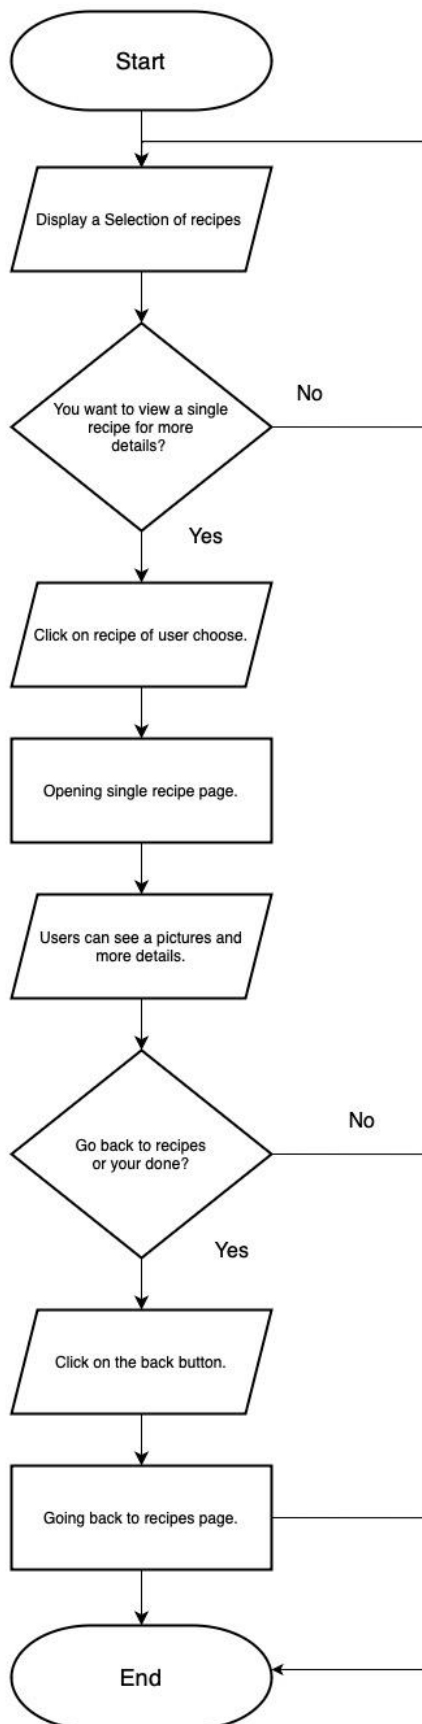 Start
Display a Selection of recipes
You want to view a single
recipe for more
details?
No
Yes
Click on recipe of user choose.
Opening single recipe page.
Users can see a pictures and
more details.
Go back to recipes
or your done?
No
Yes
Click on the back button.
Going back to recipes page.
End